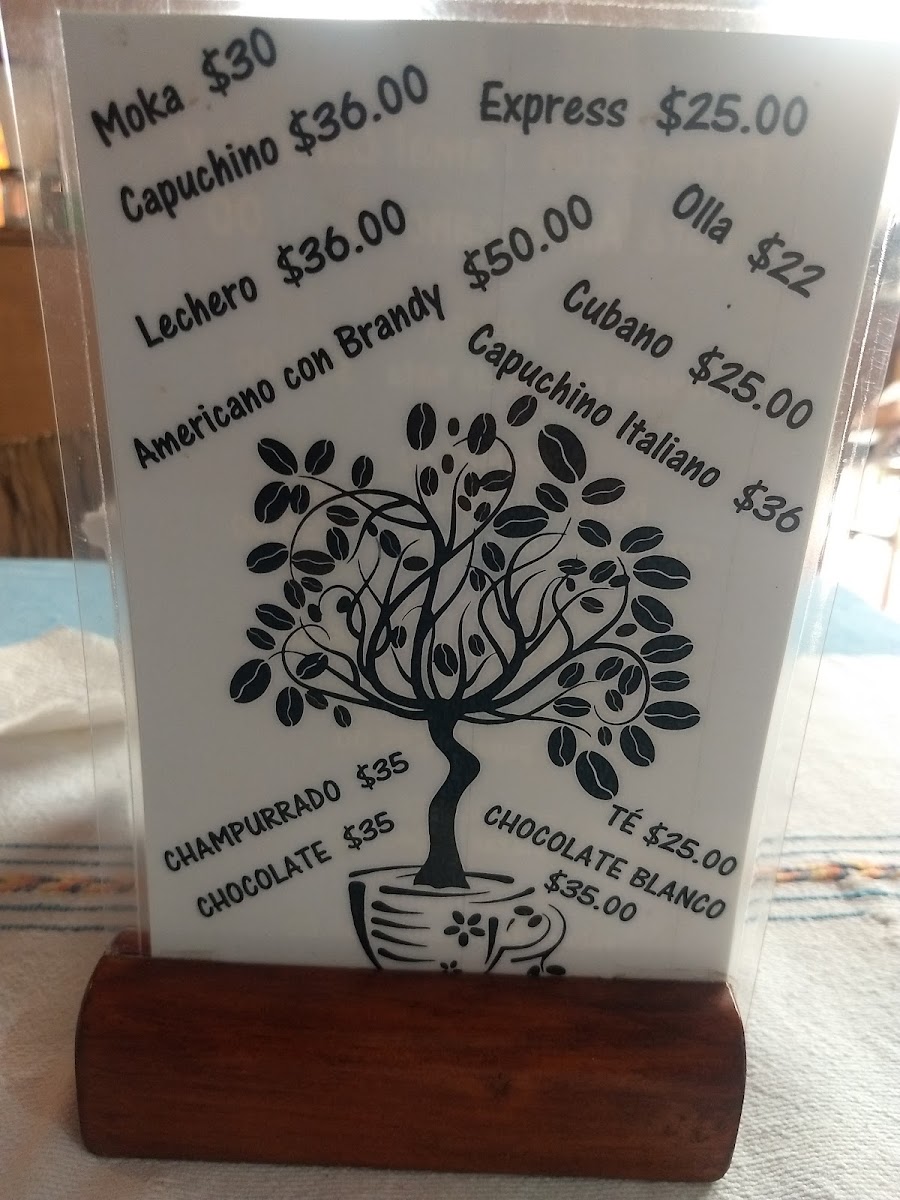 Moka $30
Capuchino $36.00
Express $25.00
Lechero $36.00
Americano con Brandy $50.00
Olla $22
Cubano $25.00
Capuchino Italiano $36
CHAMPURRADO $35
CHOCOLATE $35
TÉ $25.00
CHOCOLATE BLANCO
$35.00